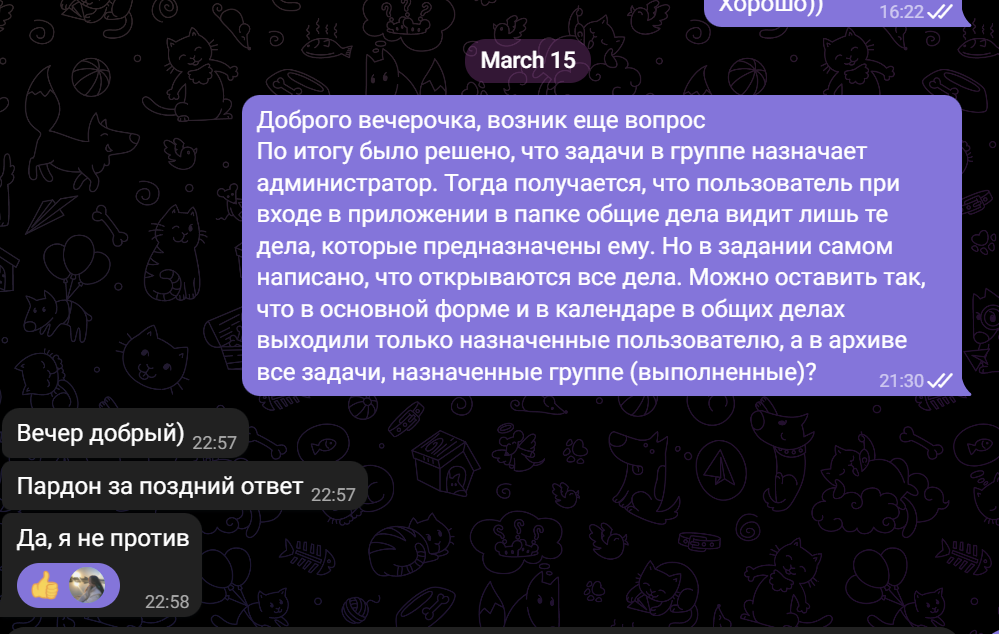 Хорошо))
16:22
March 15
Доброго вечерочка, возник еще вопрос
По итогу было решено, что задачи в группе назначает
администратор. Тогда получается, что пользователь при
входе в приложении в папке общие дела видит лишь те
дела, которые предназначены ему. Но в задании самом
написано, что открываются все дела. Можно оставить так,
что в основной форме и в календаре в общих делах
выходили только назначенные пользователю, а в архиве
все задачи, назначенные группе (выполненные)?
21:30
Вечер добрый) 22:57
Пардон за поздний ответ 22:57
Да, я не против
22:58